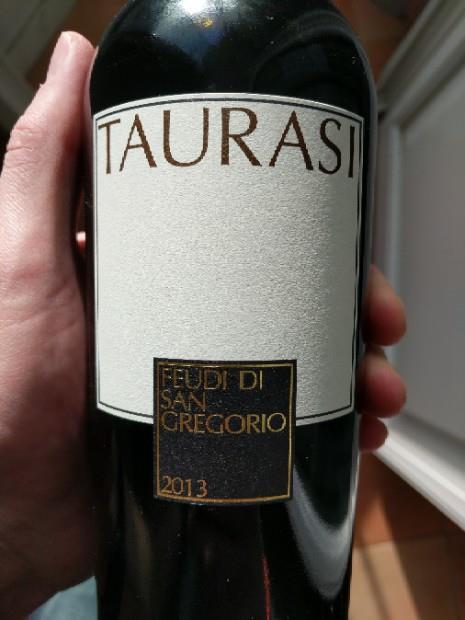 TAURASI
FEUDI DI
SAN
GREGORIO
2013